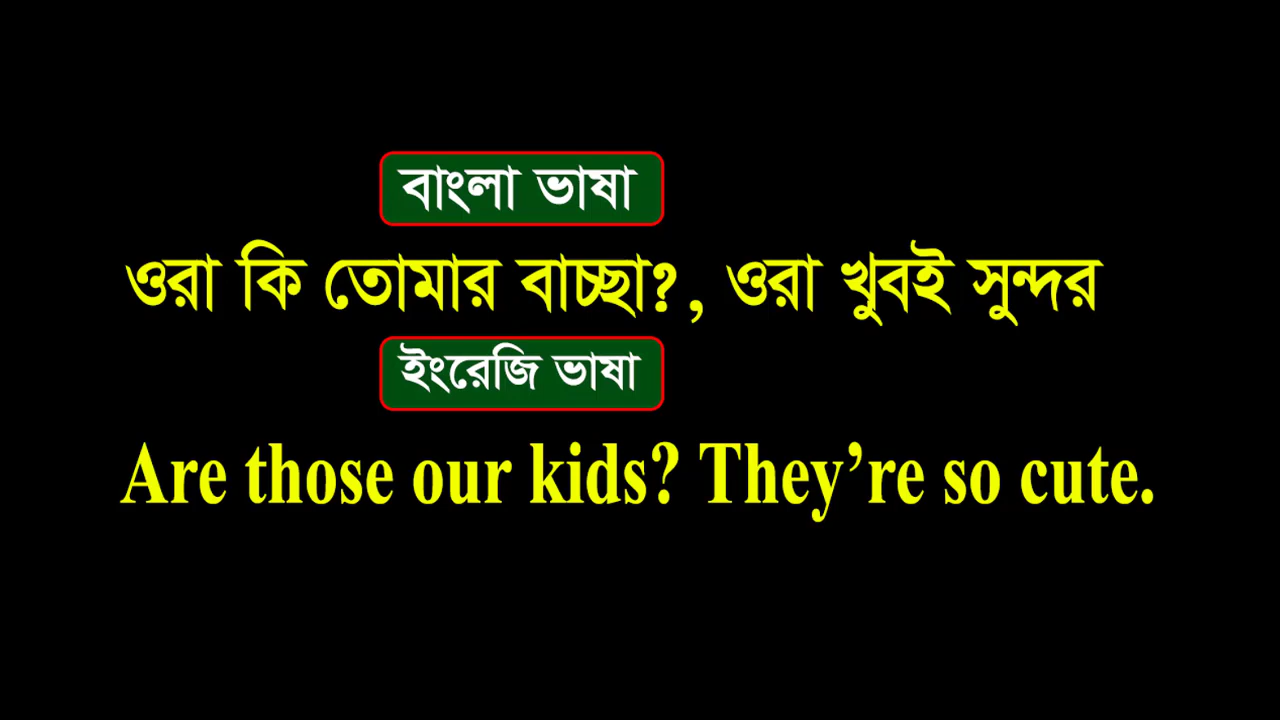 বাংলা ভাষা
ওরা কি তোমার বাচ্ছা?, ওরা খুবই সুন্দর
ইংরেজি ভাষা
Are those our kids? They’re so cute.